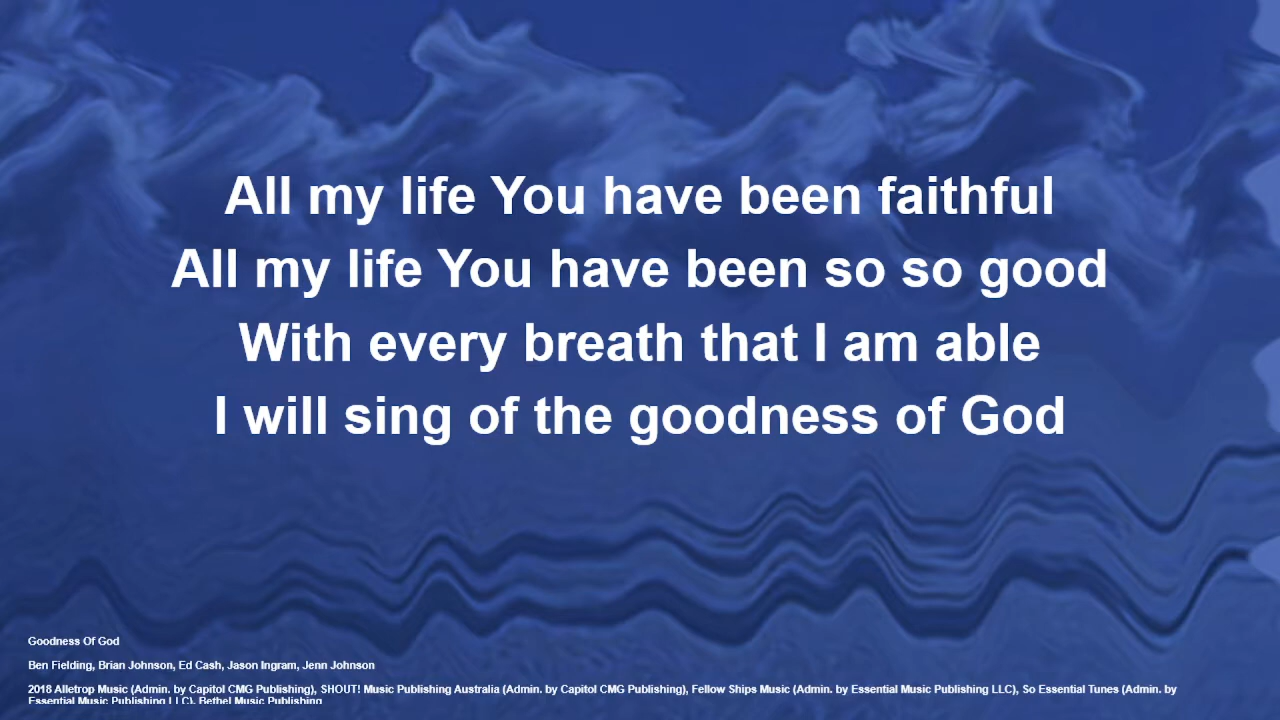 All my life You have been faithful
All my life You have been so so good
With every breath that I am able
I will sing of the goodness of God
Goodness Of God
Ben Fielding, Brian Johnson, Ed Cash, Jason Ingram, Jenn Johnson
2018 Alletrop Music (Admin. by Capitol CMG Publishing), SHOUT! Music Publishing Australia (Admin. by Capitol CMG Publishing), Fellow Ships Music (Admin. by Essential Music Publishing LLC), So Essential Tunes (Admin. by
Essential Music Publishing LLC), Bethel Music Publishing